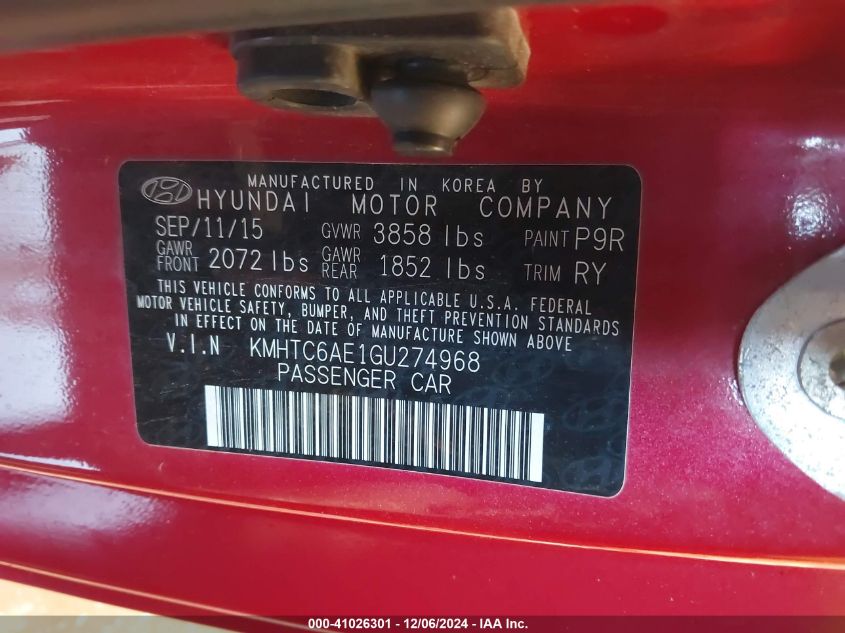 MANUFACTURED IN KOREA BY
HYUNDAI MOTOR COMPANY
SEP/11/15 GVWR 3858 lbs PAINT P9R
GAWR FRONT 2072 lbs GAWR REAR 1852 lbs TRIM RY
THIS VEHICLE CONFORMS TO ALL APPLICABLE U.S.A. FEDERAL
MOTOR VEHICLE SAFETY, BUMPER, AND THEFT PREVENTION STANDARDS
IN EFFECT ON THE DATE OF MANUFACTURE SHOWN ABOVE
V.I.N KMHTC6AE1GU274968
PASSENGER CAR
000-41026301 - 12/06/2024 - IAA Inc.